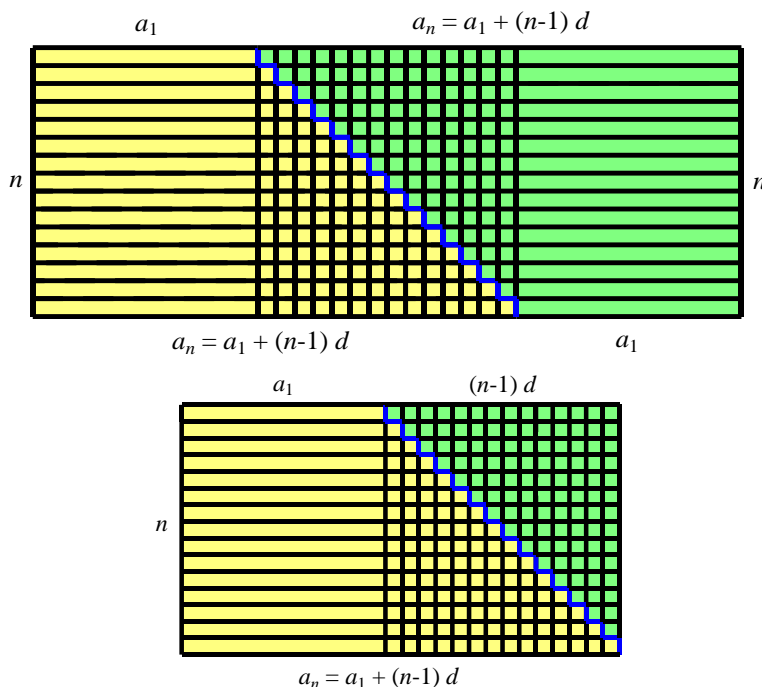 a₁ aₙ = a₁ + (n-1) d
n n
aₙ = a₁ + (n-1) d a₁
a₁ (n-1) d
n
aₙ = a₁ + (n-1) d